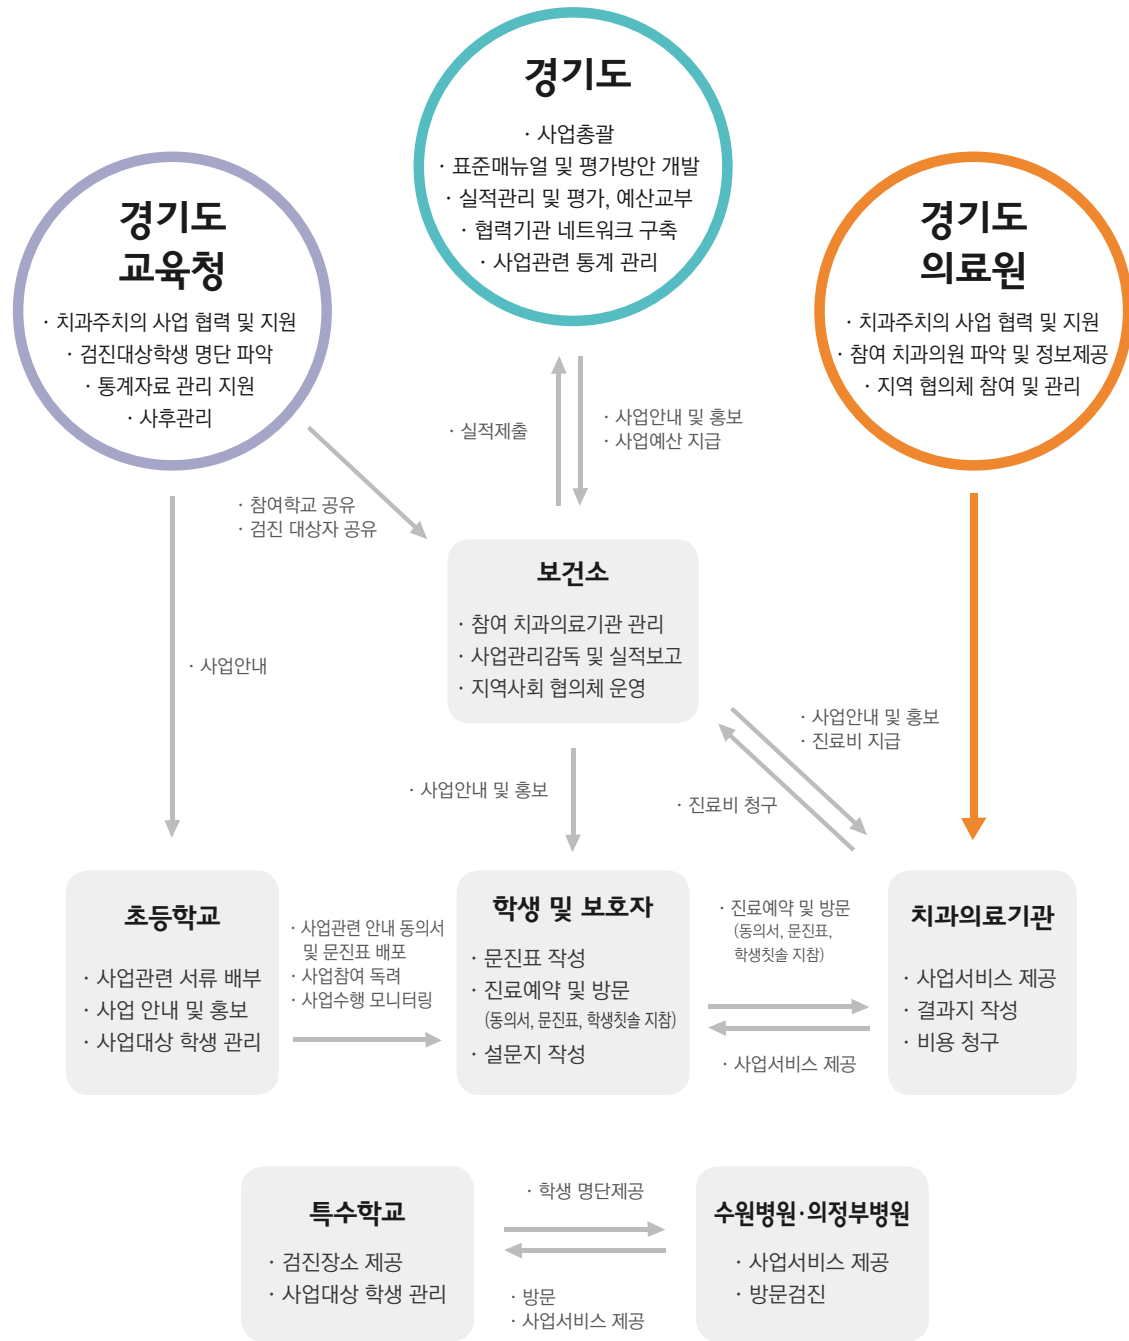 경기도
· 사업총괄
· 표준매뉴얼 및 평가방안 개발
· 실적관리 및 평가, 예산교부
· 협력기관 네트워크 구축
· 사업관련 통계 관리
경기도
교육청
· 치과주치의 사업 협력 및 지원
· 검진대상학생 명단 파악
· 통계자료 관리 지원
· 사후관리
경기도
의료원
· 치과주치의 사업 협력 및 지원
· 참여 치과의원 파악 및 정보제공
· 지역 협의체 참여 및 관리
· 실적제출
· 사업안내 및 홍보
· 사업예산 지급
· 참여학교 공유
· 검진 대상자 공유
보건소
· 참여 치과의료기관 관리
· 사업관리감독 및 실적보고
· 지역사회 협의체 운영
· 사업안내
· 사업안내 및 홍보
· 진료비 지급
· 사업안내 및 홍보
· 진료비 청구
초등학교
· 사업관련 서류 배부
· 사업 안내 및 홍보
· 사업대상 학생 관리
· 사업관련 안내 동의서
및 문진표 배포
· 사업참여 독려
· 사업수행 모니터링
학생 및 보호자
· 문진표 작성
· 진료예약 및 방문
(동의서, 문진표, 학생칫솔 지참)
· 설문지 작성
· 진료예약 및 방문
(동의서, 문진표,
학생칫솔 지참)
· 사업서비스 제공
치과의료기관
· 사업서비스 제공
· 결과지 작성
· 비용 청구
특수학교
· 검진장소 제공
· 사업대상 학생 관리
· 학생 명단제공
· 방문
· 사업서비스 제공
수원병원·의정부병원
· 사업서비스 제공
· 방문검진